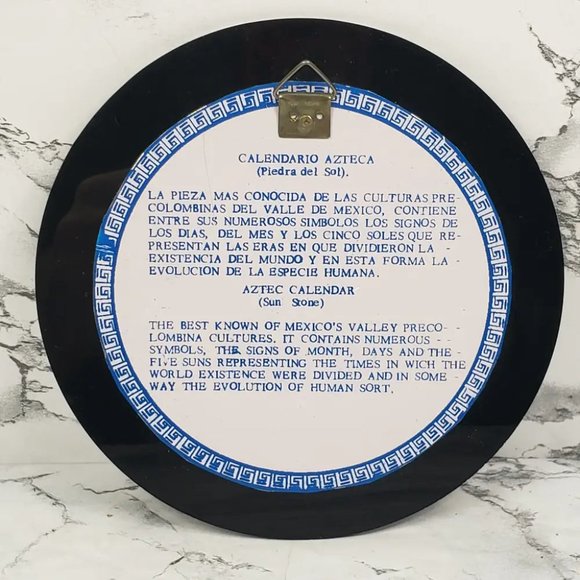 CALENDARIO AZTECA
(Piedra del Sol).
LA PIEZA MAS CONOCIDA DE LAS CULTURAS PRE-
COLOMBINAS DEL VALLE DE MEXICO, CONTIENE
ENTRE SUS NUMEROSOS SIMBOLOS LOS SIGNOS DE
LOS DIAS, DEL MES Y LOS CINCO SOLES QUE RE-
PRESENTAN LAS ERAS EN QUE DIVIDIERON LA -
EXISTENCIA DEL MUNDO Y EN ESTA FORMA LA -
EVOLUCION DE LA ESPECIE HUMANA.
AZTEC CALENDAR
(Sun Stone)
THE BEST KNOWN OF MEXICO'S VALLEY PRECO- -
LOMBINA CULTURES. IT CONTAINS NUMEROUS - -
SYMBOLS, THE SIGNS OF MONTH, DAYS AND THE -
FIVE SUNS REPRESENTING THE TIMES IN WICH THE
WORLD EXISTENCE WERE DIVIDED AND IN SOME -
WAY THE EVOLUTION OF HUMAN SORT.